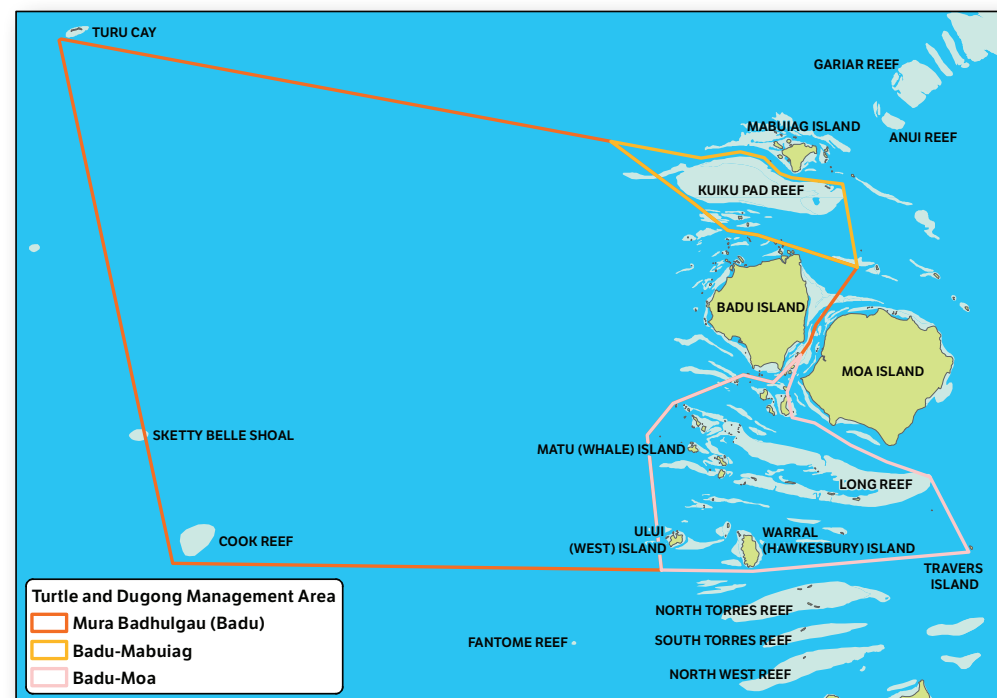 TURU CAY
GARIAR REEF
MABUIAG ISLAND
ANUI REEF
KUIKU PAD REEF
BADU ISLAND
MOA ISLAND
SKETTY BELLE SHOAL
MATU (WHALE) ISLAND
LONG REEF
COOK REEF
ULUI
(WEST) ISLAND
WARRAL
(HAWKESBURY) ISLAND
TRAVERS
ISLAND
Turtle and Dugong Management Area
Mura Badhulgau (Badu)
Badu-Mabuiag
Badu-Moa
NORTH TORRES REEF
SOUTH TORRES REEF
FANTOME REEF
NORTH WEST REEF